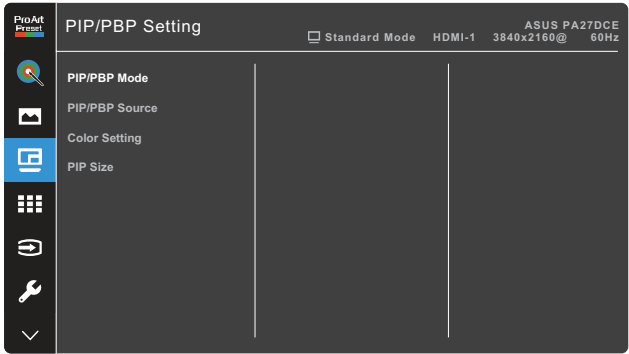 ProArt
Preset
PIP/PBP Setting
ASUS PA27DCE
Standard Mode HDMI-1 3840x2160@ 60Hz
PIP/PBP Mode
PIP/PBP Source
Color Setting
PIP Size